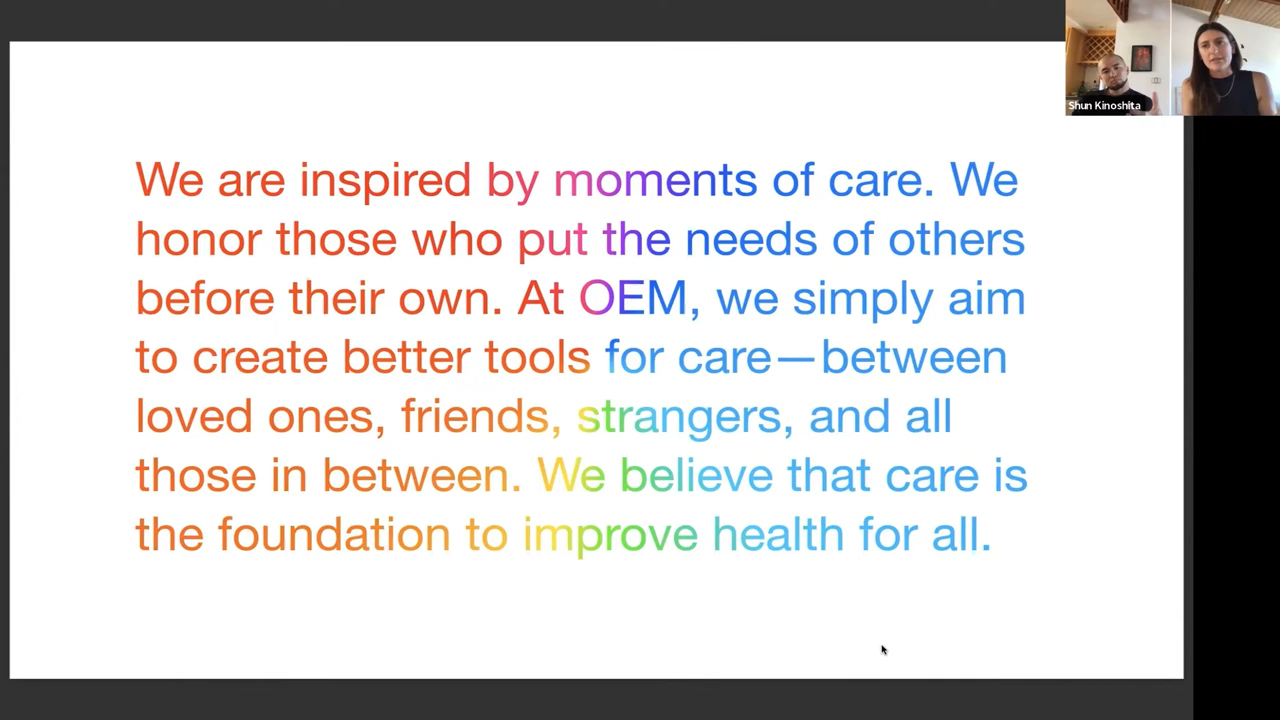 Shun Kinoshita
We are inspired by moments of care. We
honor those who put the needs of others
before their own. At OEM, we simply aim
to create better tools for care—between
loved ones, friends, strangers, and all
those in between. We believe that care is
the foundation to improve health for all.